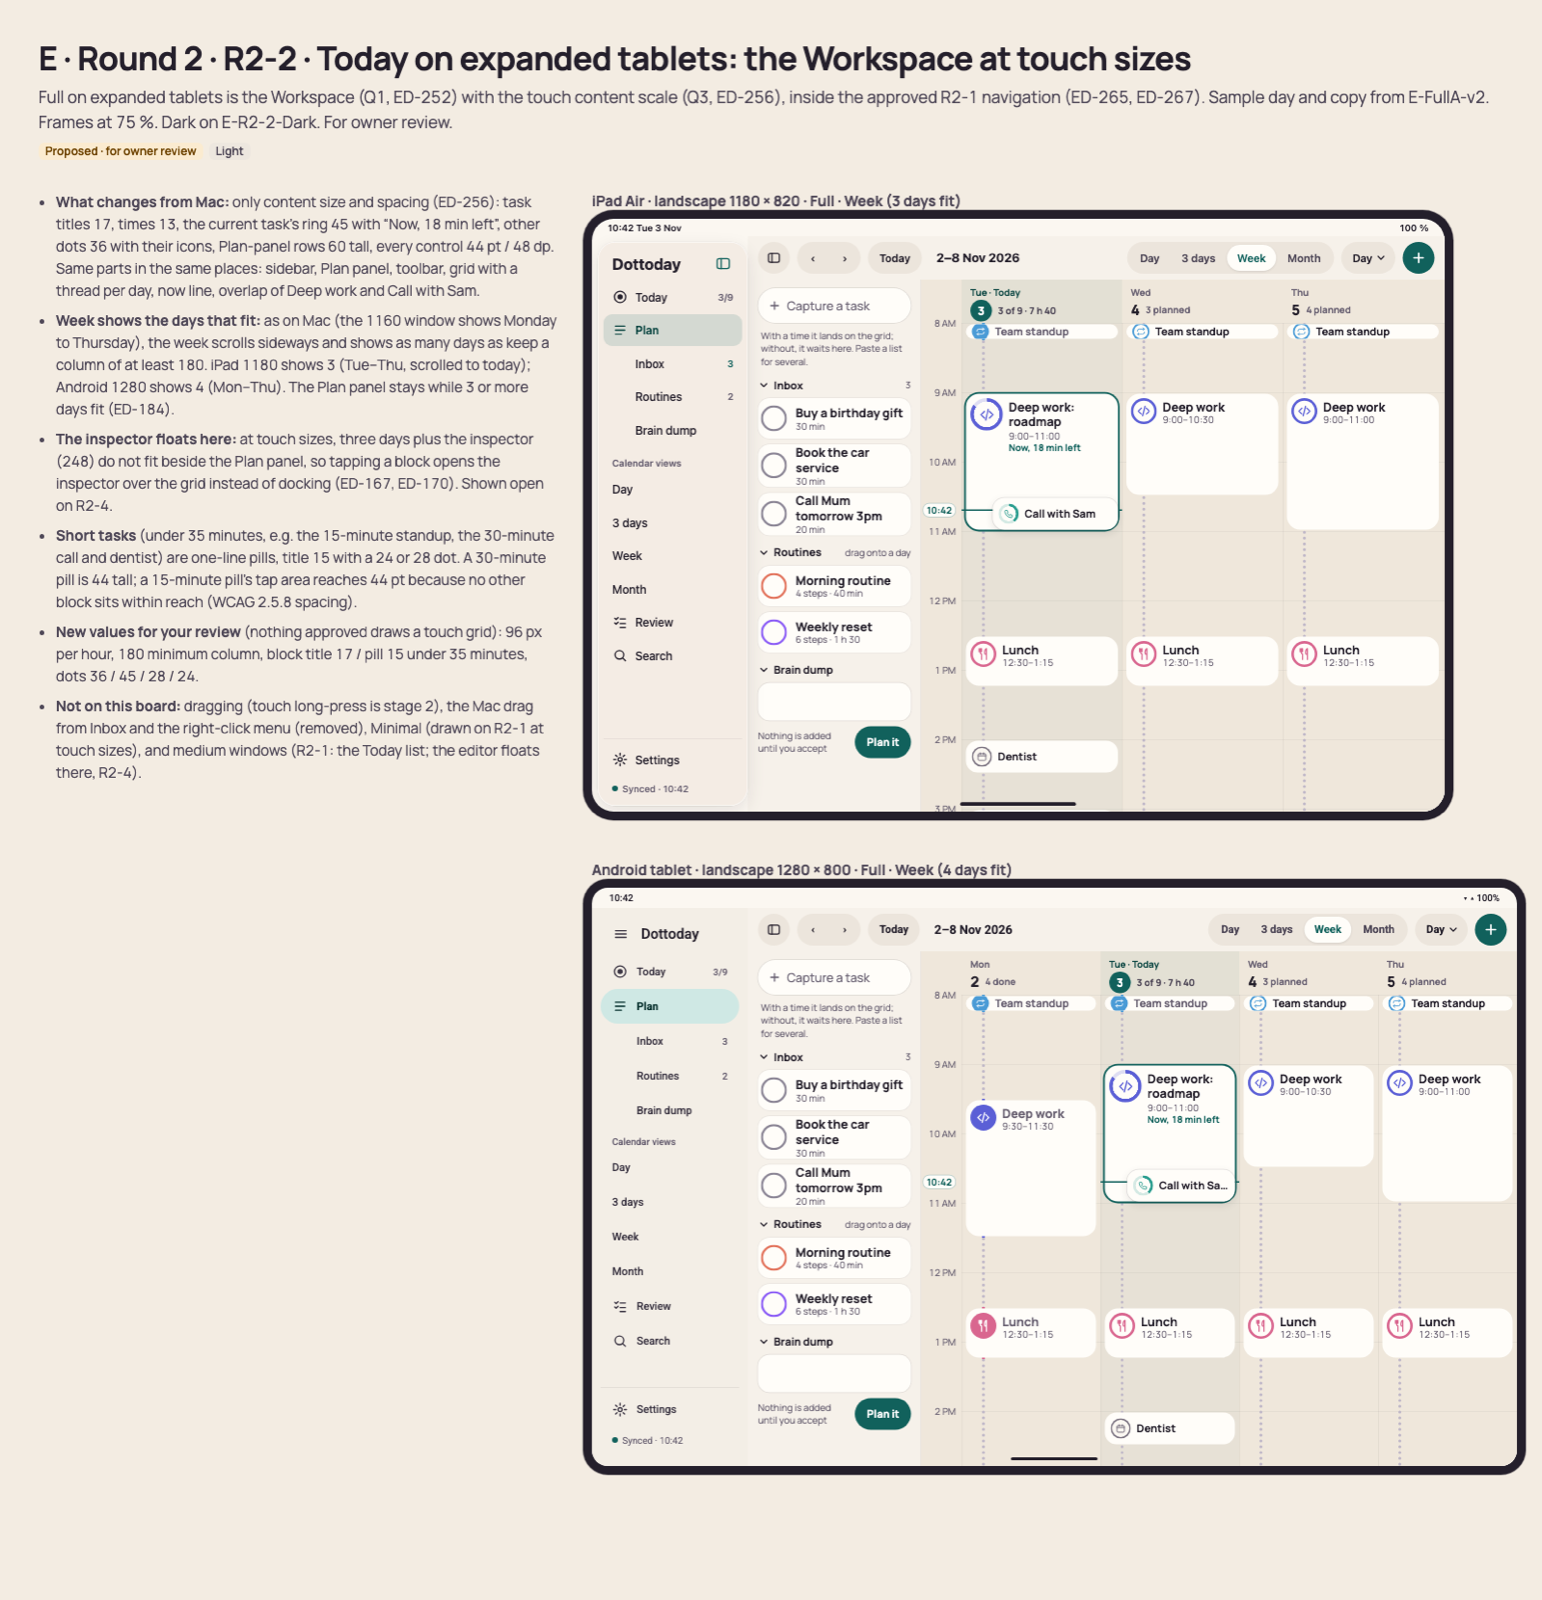 E · Round 2 · R2-2 · Today on expanded tablets: the Workspace at touch sizes
Full on expanded tablets is the Workspace (Q1, ED-252) with the touch content scale (Q3, ED-256), inside the approved R2-1 navigation (ED-265, ED-267). Sample day and copy from E-FullA-v2.
Frames at 75 %. Dark on E-R2-2-Dark. For owner review.
Proposed · for owner review Light
• What changes from Mac: only content size and spacing (ED-256): task
titles 17, times 13, the current task's ring 45 with "Now, 18 min left", other
dots 36 with their icons, Plan-panel rows 60 tall, every control 44 pt / 48 dp.
Same parts in the same places: sidebar, Plan panel, toolbar, grid with a
thread per day, now line, overlap of Deep work and Call with Sam.
• Week shows the days that fit: as on Mac (the 1160 window shows Monday
to Thursday), the week scrolls sideways and shows as many days as keep a
column of at least 180. iPad 1180 shows 3 (Tue–Thu, scrolled to today);
Android 1280 shows 4 (Mon–Thu). The Plan panel stays while 3 or more
days fit (ED-184).
• The inspector floats here: at touch sizes, three days plus the inspector
(248) do not fit beside the Plan panel, so tapping a block opens the
inspector over the grid instead of docking (ED-167, ED-170). Shown open
on R2-4.
• Short tasks (under 35 minutes, e.g. the 15-minute standup, the 30-minute
call and dentist) are one-line pills, title 15 with a 24 or 28 dot. A 30-minute
pill is 44 tall; a 15-minute pill's tap area reaches 44 pt because no other
block sits within reach (WCAG 2.5.8 spacing).
• New values for your review (nothing approved draws a touch grid): 96 px
per hour, 180 minimum column, block title 17 / pill 15 under 35 minutes,
dots 36 / 45 / 28 / 24.
• Not on this board: dragging (touch long-press is stage 2), the Mac drag
from Inbox and the right-click menu (removed), Minimal (drawn on R2-1 at
touch sizes), and medium windows (R2-1: the Today list; the editor floats
there, R2-4).
iPad Air · landscape 1180 × 820 · Full · Week (3 days fit)
10:42 Tue 3 Nov 100 %
Dottoday
Today 3/9
Plan
Inbox 3
Routines 2
Brain dump
Calendar views
Day
3 days
Week
Month
Review
Search
Settings
Synced · 10:42
‹ › Today 2–8 Nov 2026 Day 3 days Week Month Day +
+ Capture a task
With a time it lands on the grid;
without, it waits here. Paste a list
for several.
Inbox 3
Buy a birthday gift
30 min
Book the car
service
30 min
Call Mum
tomorrow 3pm
20 min
Routines drag onto a day
Morning routine
4 steps · 40 min
Weekly reset
6 steps · 1 h 30
Brain dump
Nothing is added
until you accept
Plan it
Tue · Today Wed Thu
3 3 of 9 · 7 h 40 4 3 planned 5 4 planned
8 AM
Team standup Team standup Team standup
9 AM
Deep work:
roadmap
9:00–11:00
Now, 18 min left
Deep work
9:00–10:30
Deep work
9:00–11:00
10 AM
10:42
Call with Sam
11 AM
12 PM
Lunch Lunch Lunch
12:30–1:15 12:30–1:15 12:30–1:15
1 PM
2 PM
Dentist
3 PM
Android tablet · landscape 1280 × 800 · Full · Week (4 days fit)
10:42 100%
Dottoday
Today 3/9
Plan
Inbox 3
Routines 2
Brain dump
Calendar views
Day
3 days
Week
Month
Review
Search
Settings
Synced · 10:42
‹ › Today 2–8 Nov 2026 Day 3 days Week Month Day +
+ Capture a task
With a time it lands on the grid;
without, it waits here. Paste a list
for several.
Inbox 3
Buy a birthday gift
30 min
Book the car
service
30 min
Call Mum
tomorrow 3pm
20 min
Routines drag onto a day
Morning routine
4 steps · 40 min
Weekly reset
6 steps · 1 h 30
Brain dump
Nothing is added
until you accept
Plan it
Mon Tue · Today Wed Thu
2 4 done 3 3 of 9 · 7 h 40 4 3 planned 5 4 planned
8 AM
Team standup Team standup Team standup Team standup
9 AM
Deep work
9:30–11:30
Deep work:
roadmap
9:00–11:00
Now, 18 min left
Deep work
9:00–10:30
Deep work
9:00–11:00
10 AM
10:42
Call with Sa…
11 AM
12 PM
Lunch Lunch Lunch Lunch
12:30–1:15 12:30–1:15 12:30–1:15 12:30–1:15
1 PM
2 PM
Dentist